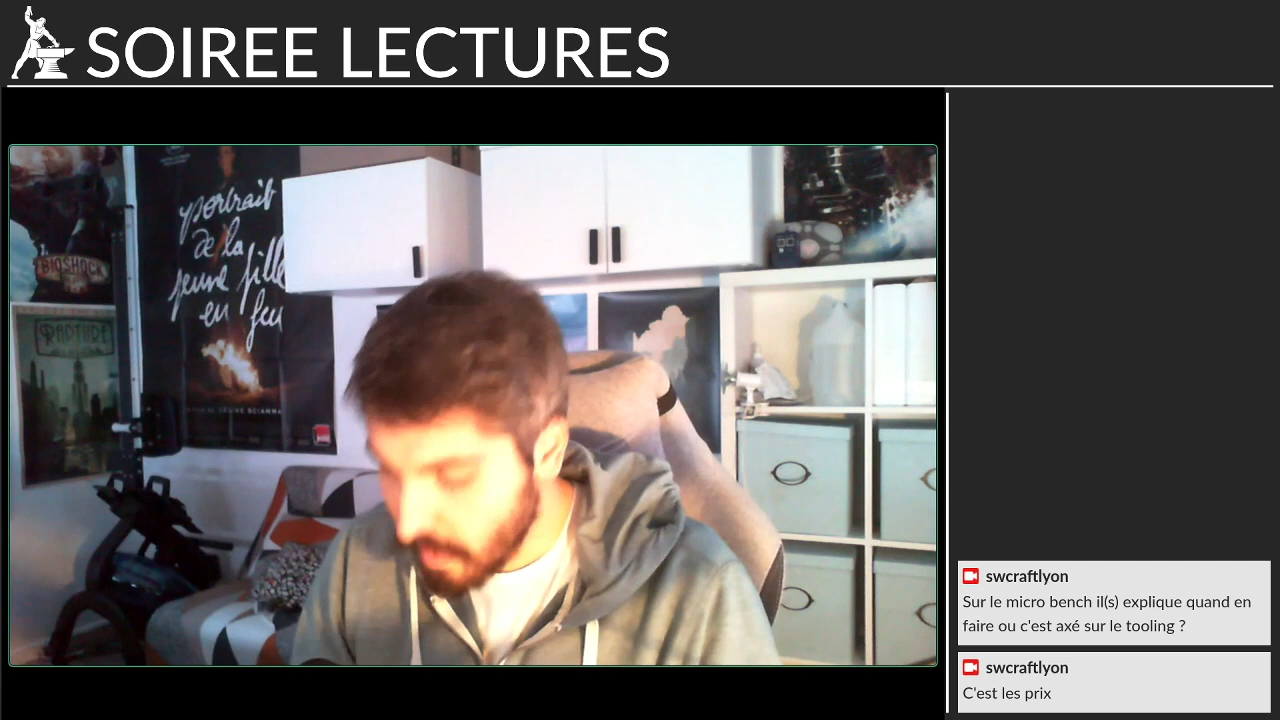 SOIREE LECTURES
portrait
de la
jeune fille
en feu
BIOSHOCK
RAPTURE
swcraftlyon
Sur le micro bench il(s) explique quand en
faire ou c'est axé sur le tooling ?
swcraftlyon
C'est les prix